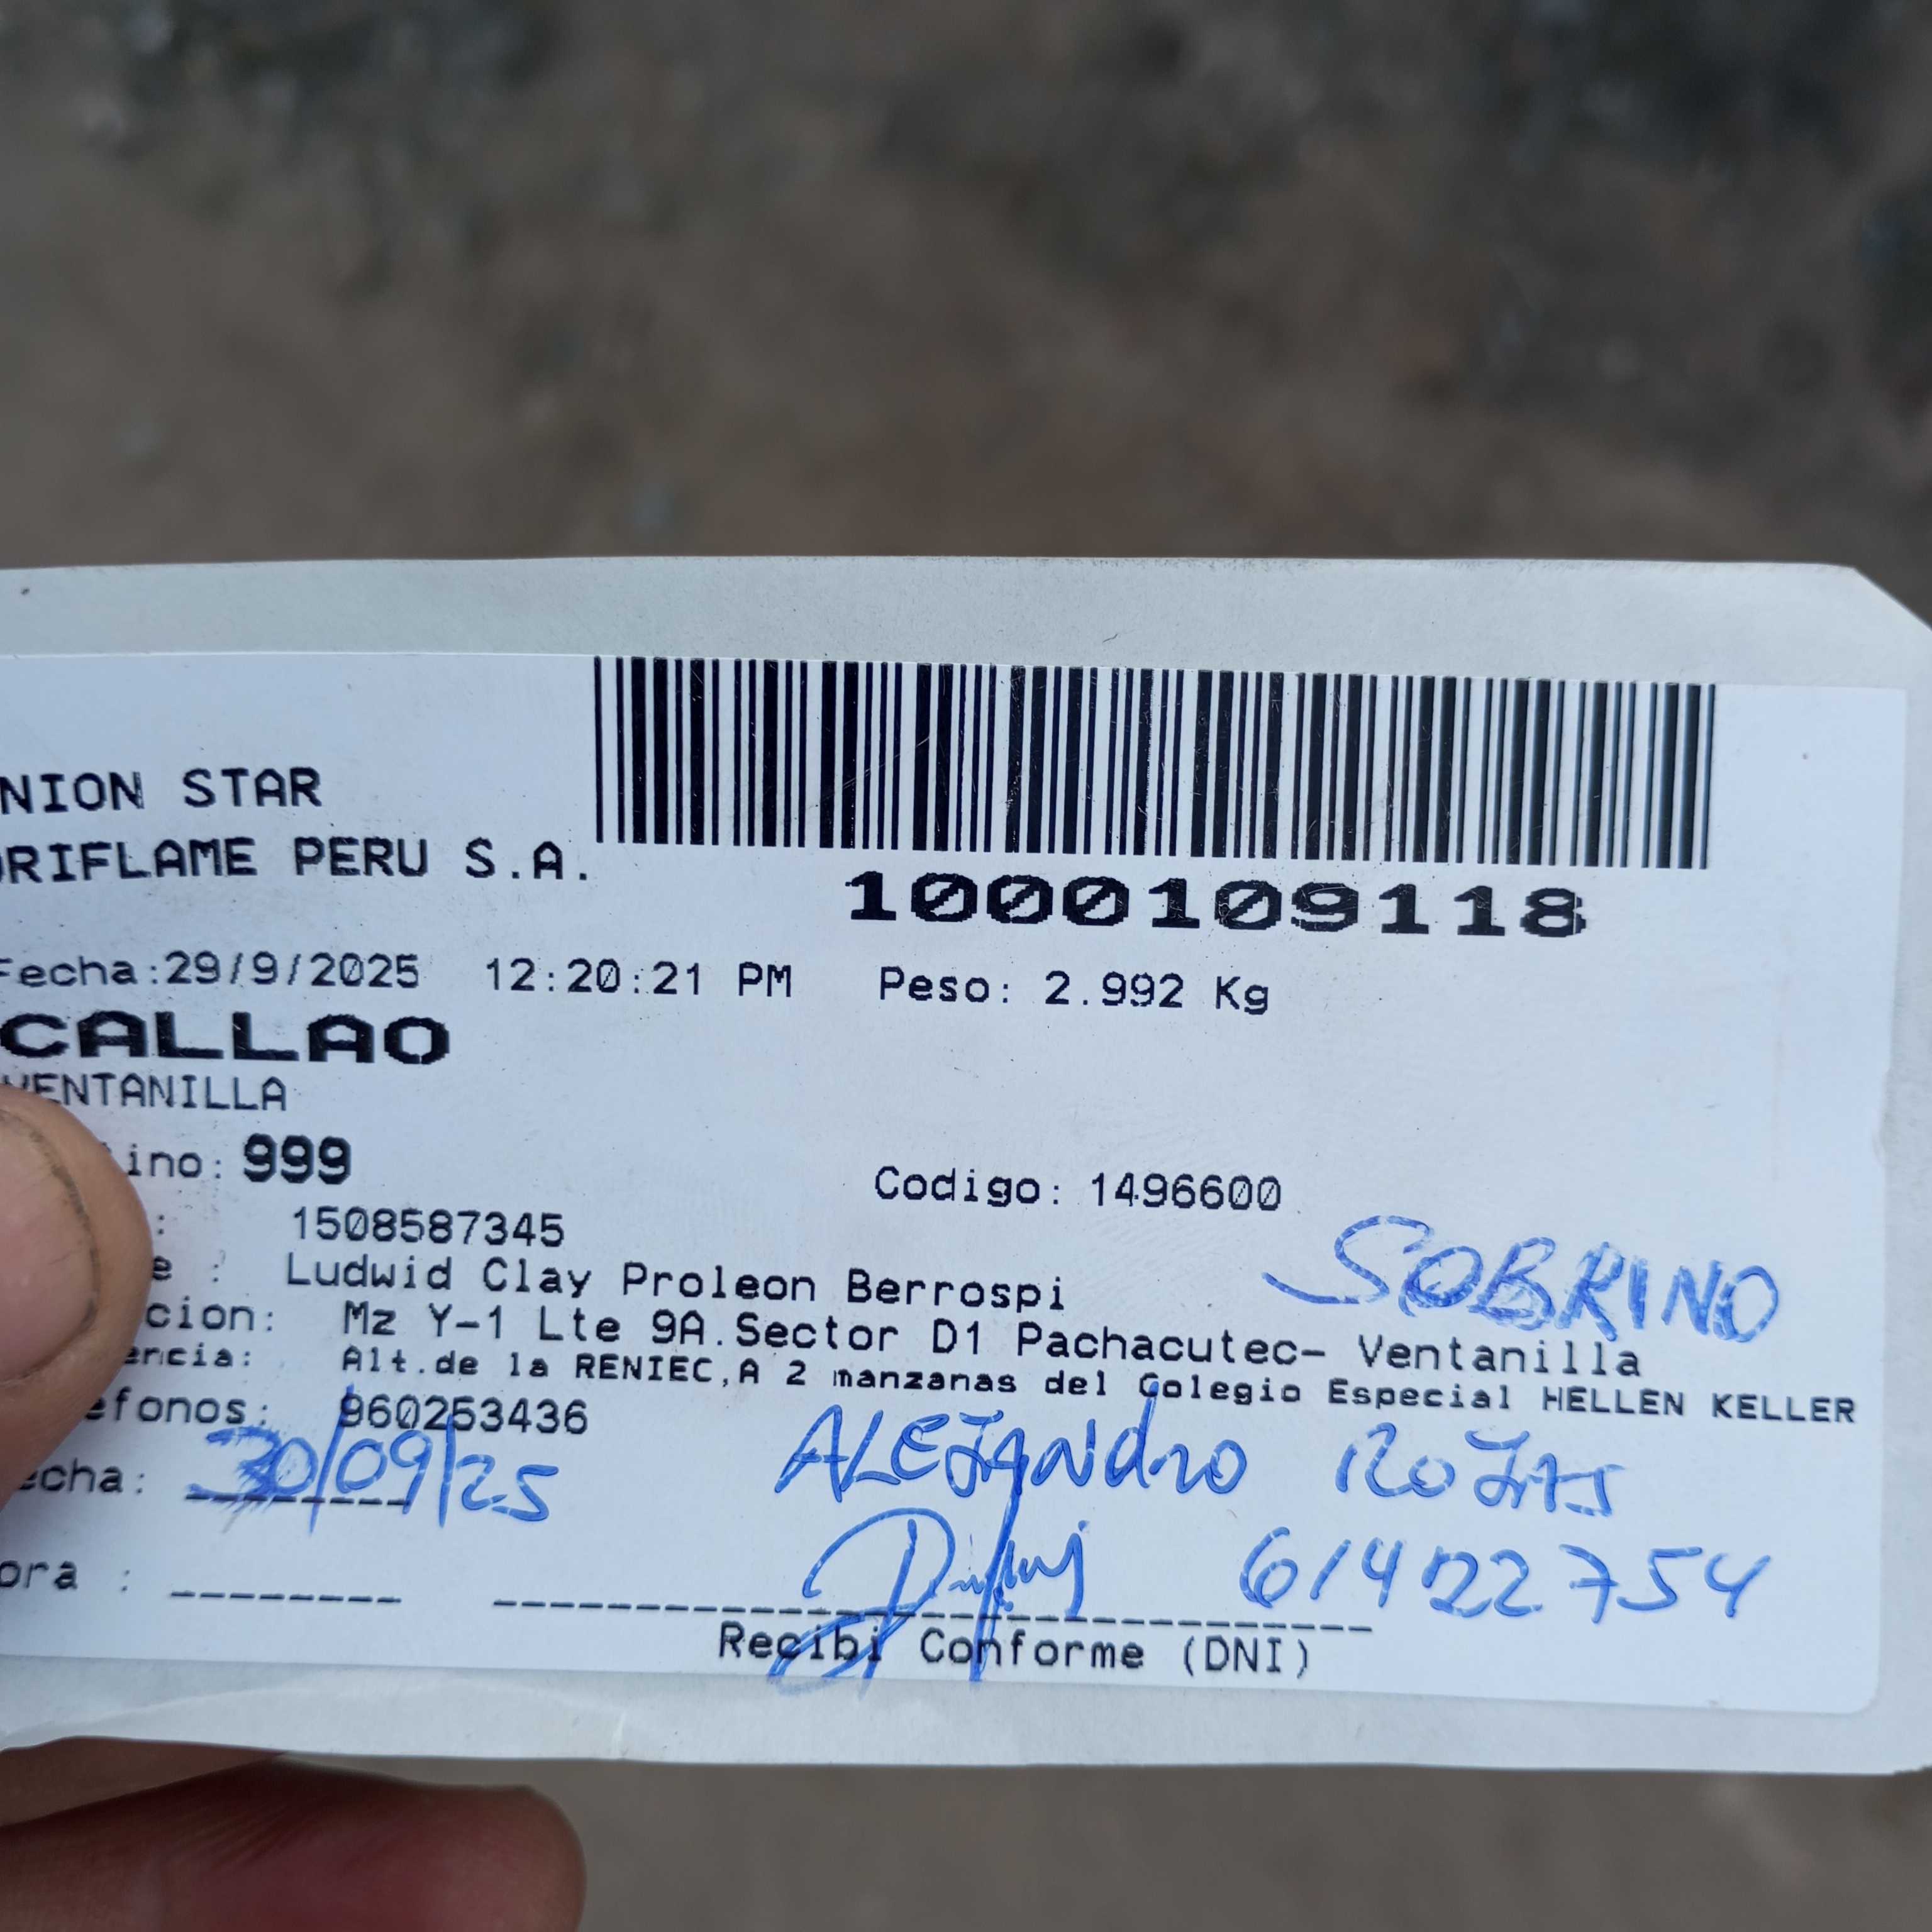 NION STAR
ORIFLAME PERU S.A.
1000109118
Fecha:29/9/2025 12:20:21 PM Peso: 2.992 Kg
CALLAO
VENTANILLA
ino: 999
Codigo: 1496600
: 1508587345
SOBRINO
e : Ludwid Clay Proleon Berrospi
cion: Mz Y-1 Lte 9A.Sector D1 Pachacutec- Ventanilla
encia: Alt.de la RENIEC,A 2 manzanas del Colegio Especial HELLEN KELLER
efonos: 960253436
echa: 30/09/25
ALEJANDRO ROJAS
61422754
ora :
Recibi Conforme (DNI)